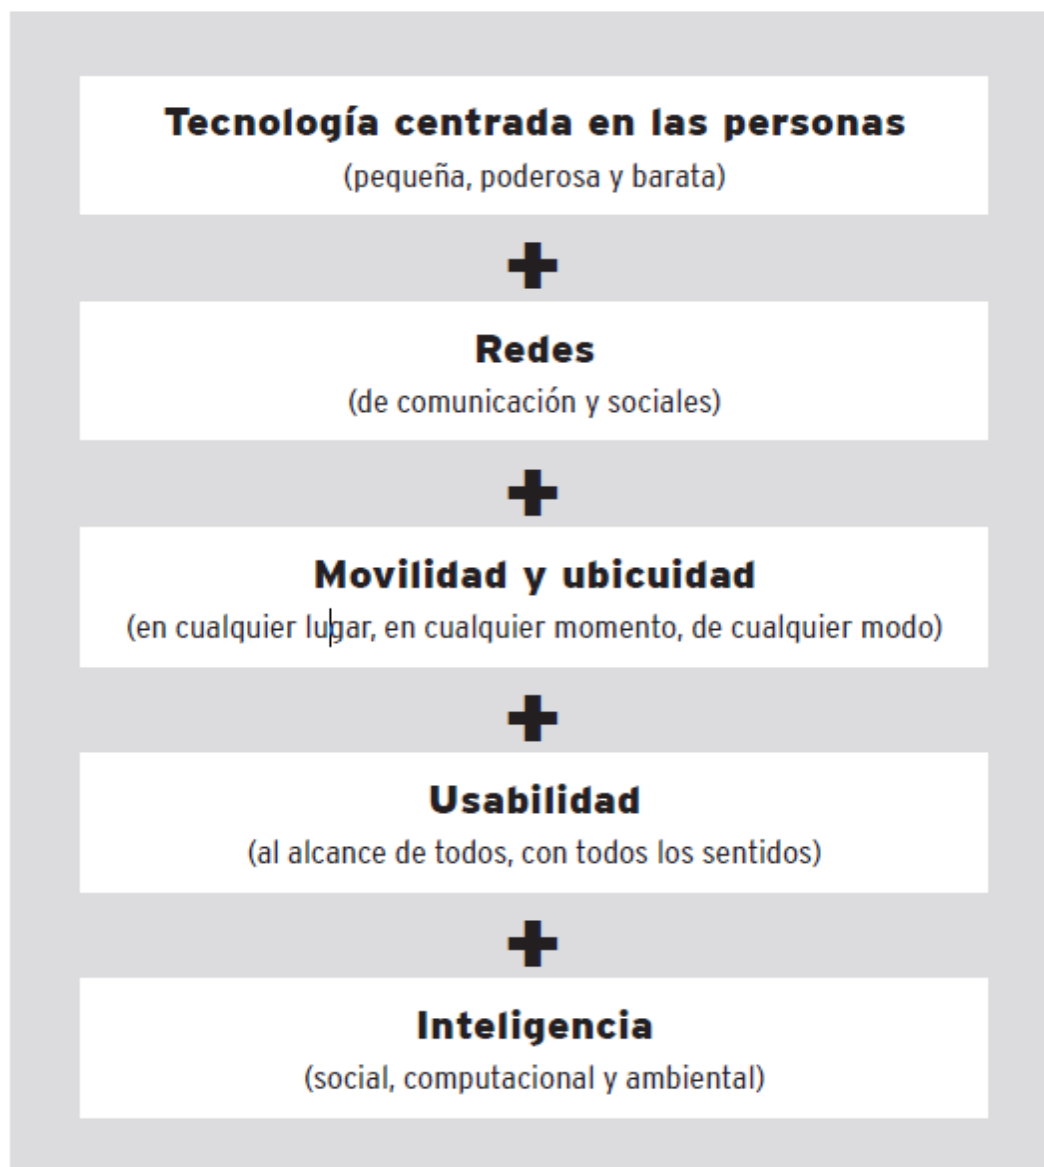 Tecnología centrada en las personas
(pequeña, poderosa y barata)
+
Redes
(de comunicación y sociales)
+
Movilidad y ubicuidad
(en cualquier lugar, en cualquier momento, de cualquier modo)
+
Usabilidad
(al alcance de todos, con todos los sentidos)
+
Inteligencia
(social, computacional y ambiental)